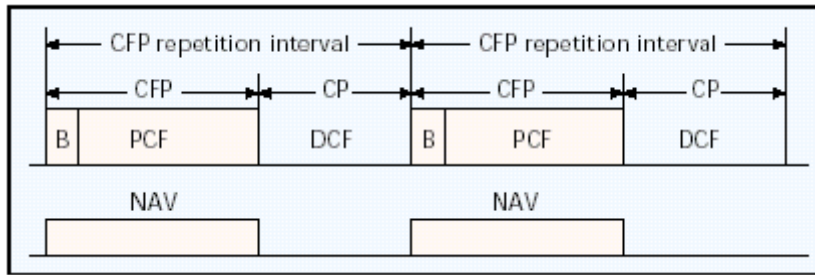 CFP repetition interval CFP repetition interval
CFP CP CFP CP
B PCF DCF B PCF DCF
NAV NAV